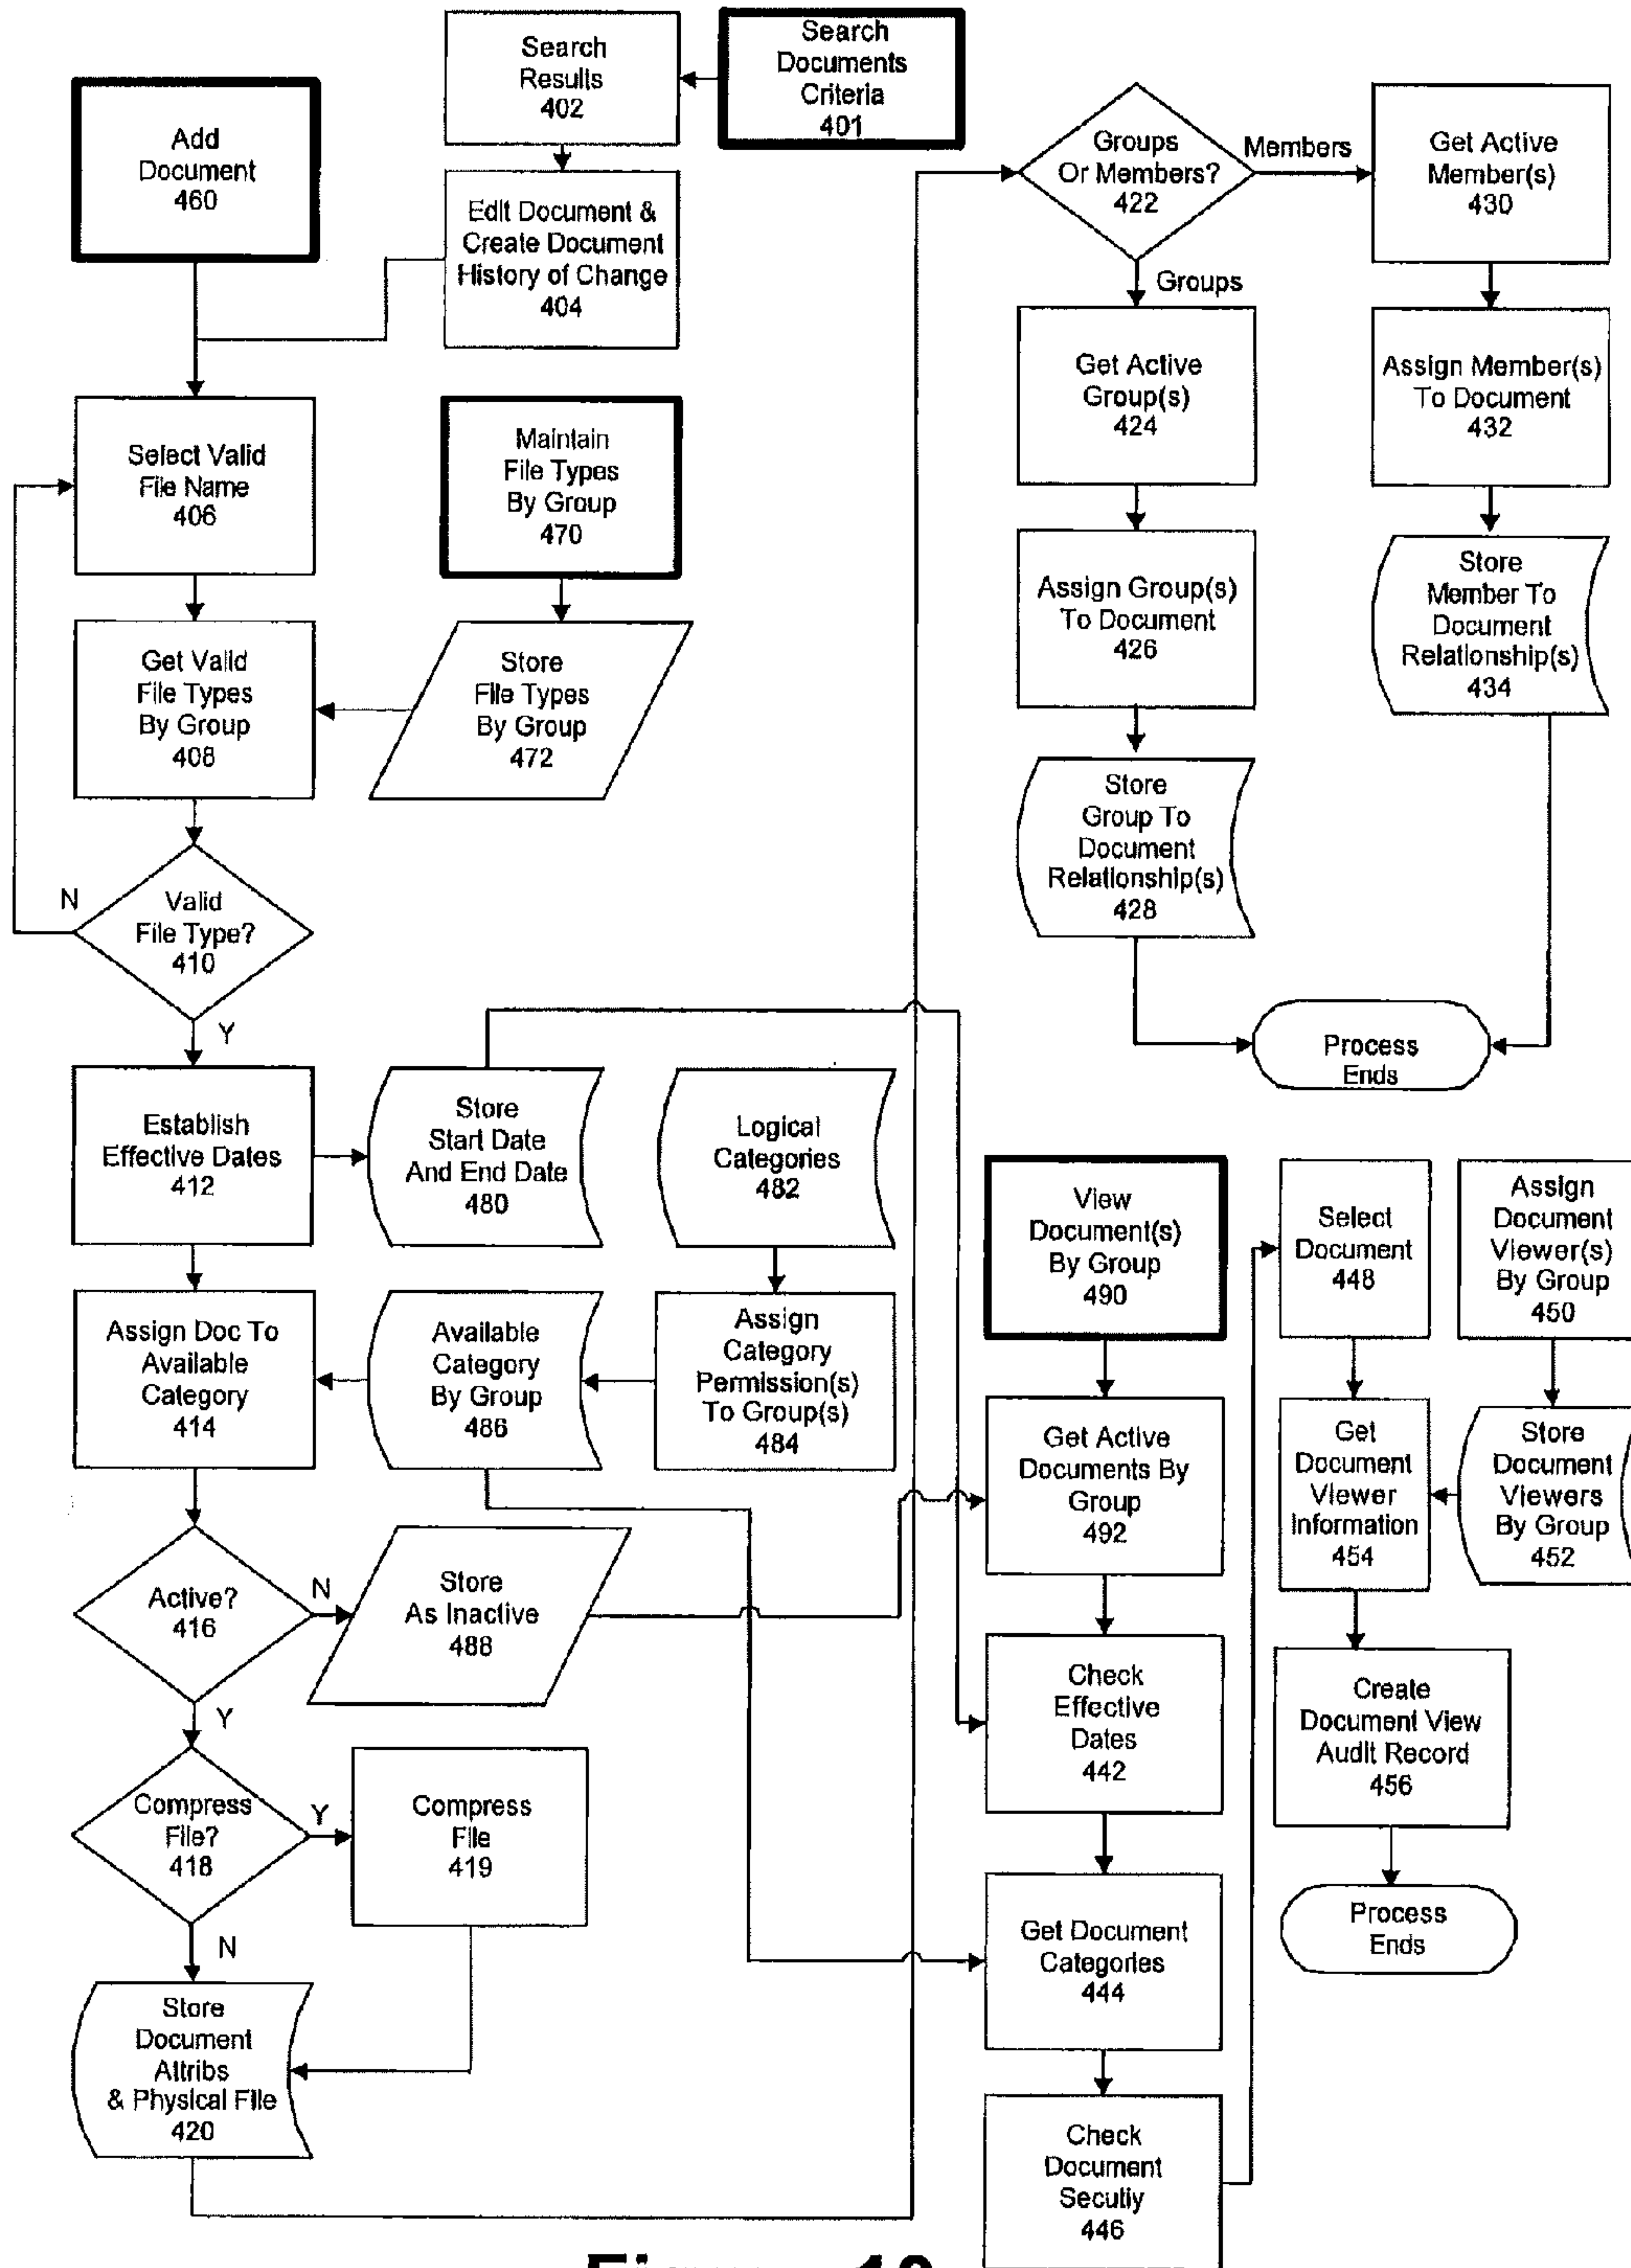 Search
Results
402
Search
Documents
Criteria
401
Add
Document
460
Edit Document &
Create Document
History of Change
404
Groups
Or Members?
422
Members
Groups
Get Active
Member(s)
430
Get Active
Group(s)
424
Assign Member(s)
To Document
432
Select Valid
File Name
406
Maintain
File Types
By Group
470
Assign Group(s)
To Document
426
Store
Member To
Document
Relationship(s)
434
Get Valid
File Types
By Group
408
Store
File Types
By Group
472
Store
Group To
Document
Relationship(s)
428
N
Valid
File Type?
410
Y
Process
Ends
Establish
Effective Dates
412
Store
Start Date
And End Date
480
Logical
Categories
482
View
Document(s)
By Group
490
Select
Document
448
Assign
Document
Viewer(s)
By Group
450
Assign Doc To
Available
Category
414
Available
Category
By Group
486
Assign
Category
Permission(s)
To Group(s)
484
Get Active
Documents By
Group
492
Get
Document
Viewer
Information
454
Store
Document
Viewers
By Group
452
Active?
416
N
Store
As Inactive
488
Y
Check
Effective
Dates
442
Create
Document View
Audit Record
456
Compress
File?
418
Y
Compress
File
419
N
Get Document
Categories
444
Process
Ends
Store
Document
Attribs
& Physical File
420
Check
Document
Secutiy
446